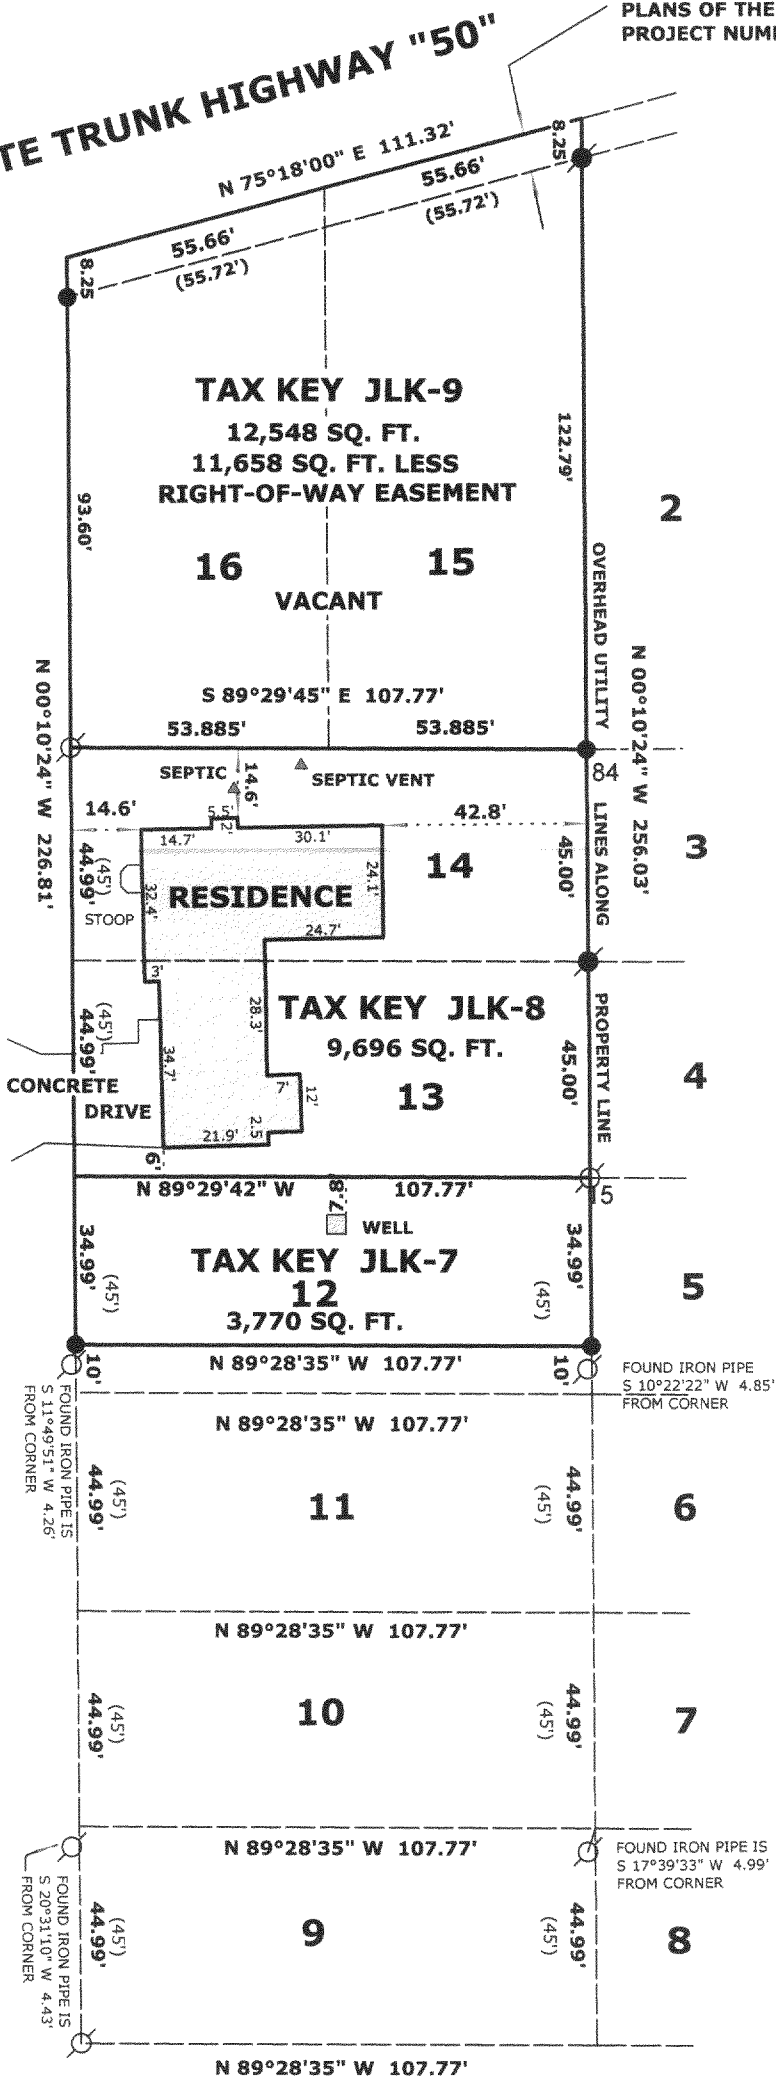 PLANS OF THE
PROJECT
TRUNK HIGHWAY "50"
N 75°18'00" E 111.32'
8.25
55.66'
(55.72')
55.66'
(55.72')
8.25
TAX KEY JLK-9
12,548 SQ. FT.
11,658 SQ. FT. LESS
RIGHT-OF-WAY EASEMENT
122.79'
93.60'
2
16
15
VACANT
OVERHEAD UTILITY
N 00°10'24" W 226.81'
N 00°10'24" W 256.03'
S 89°29'45" E 107.77'
53.885'
53.885'
SEPTIC
14.6'
SEPTIC VENT
84
14.6'
5.5'
2'
42.8'
LINES ALONG
14.7'
30.1'
44.99'
(45')
24.1'
14
45.00'
3
32.4'
RESIDENCE
STOOP
24.7'
3'
44.99'
(45')
28.3'
TAX KEY JLK-8
9,696 SQ. FT.
45.00'
PROPERTY LINE
4
34.7'
CONCRETE
DRIVE
7'
12'
13
21.9'
2.5
6'
N 89°29'42" W 107.77'
7.8'
15
WELL
34.99'
(45')
TAX KEY JLK-7
12
3,770 SQ. FT.
34.99'
(45')
5
10'
N 89°28'35" W 107.77'
10'
FOUND IRON PIPE
S 10°22'22" W 4.85'
FROM CORNER
FOUND IRON PIPE IS
S 11°49'51" W 4.26'
FROM CORNER
N 89°28'35" W 107.77'
44.99'
(45')
11
44.99'
(45')
6
N 89°28'35" W 107.77'
44.99'
(45')
10
44.99'
(45')
7
N 89°28'35" W 107.77'
FOUND IRON PIPE IS
S 17°39'33" W 4.99'
FROM CORNER
FOUND IRON PIPE IS
S 20°31'10" W 4.43'
FROM CORNER
44.99'
(45')
9
44.99'
(45')
8
N 89°28'35" W 107.77'